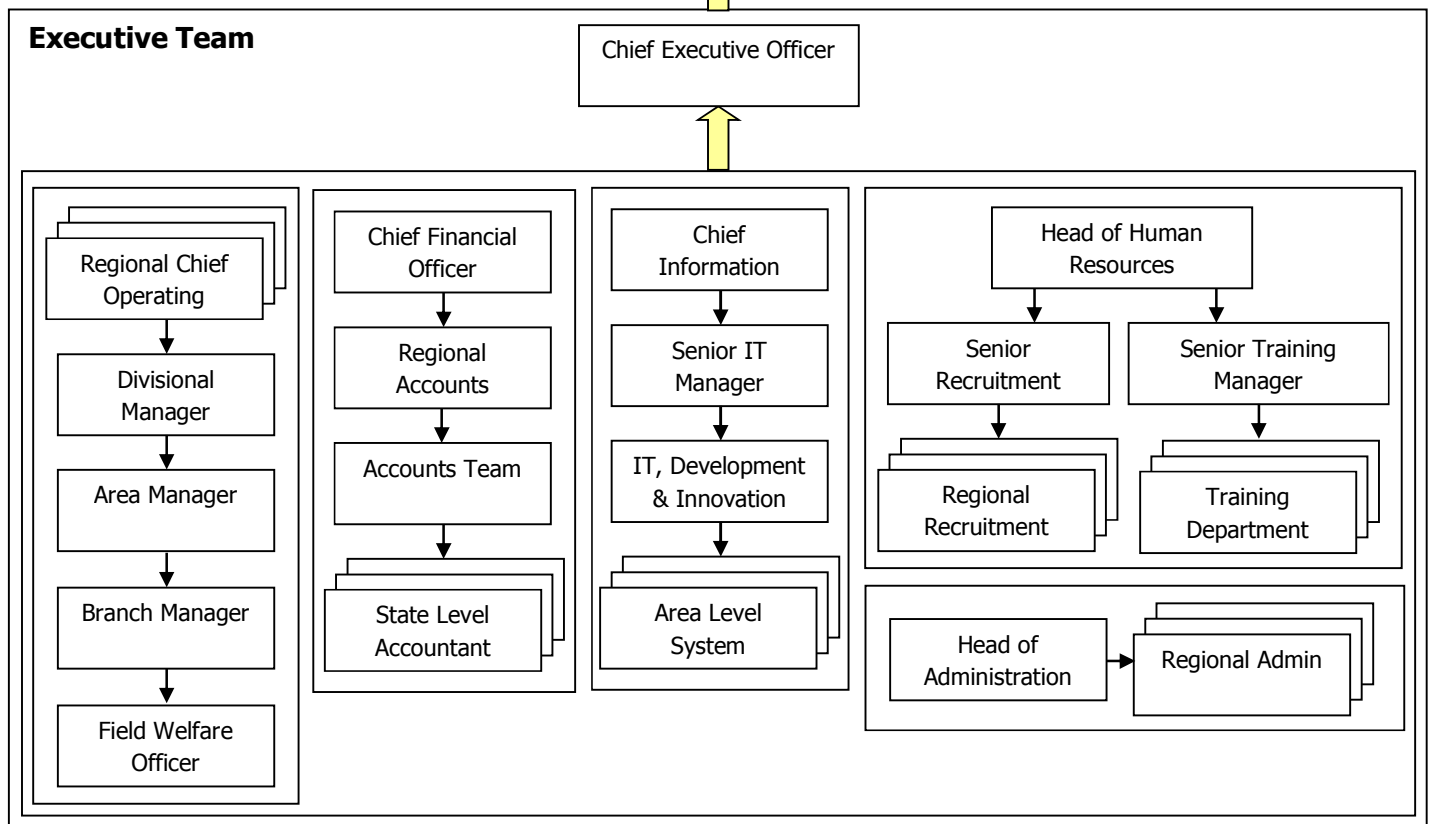 Executive Team
Chief Executive Officer
Regional Chief
Operating
Divisional
Manager
Area Manager
Branch Manager
Field Welfare
Officer
Chief Financial
Officer
Regional
Accounts
Accounts Team
State Level
Accountant
Chief
Information
Senior IT
Manager
IT, Development
& Innovation
Area Level
System
Head of Human
Resources
Senior
Recruitment
Senior Training
Manager
Regional
Recruitment
Training
Department
Head of
Administration
Regional Admin